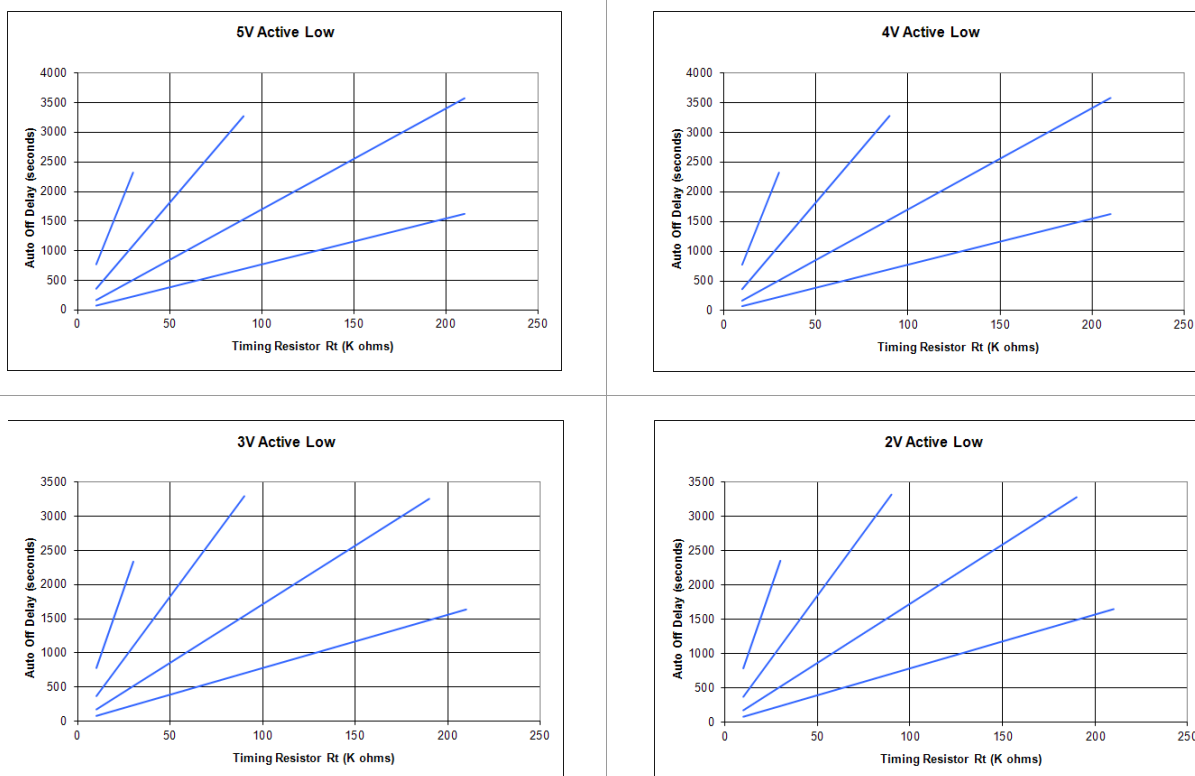 5V Active Low
4000
3500
3000
2500
2000
1500
1000
500
0
0 50 100 150 200 250
Auto Off Delay (seconds)
Timing Resistor Rt (K ohms)
4V Active Low
4000
3500
3000
2500
2000
1500
1000
500
0
0 50 100 150 200 250
Auto Off Delay (seconds)
Timing Resistor Rt (K ohms)
3V Active Low
3500
3000
2500
2000
1500
1000
500
0
0 50 100 150 200 250
Auto Off Delay (seconds)
Timing Resistor Rt (K ohms)
2V Active Low
3500
3000
2500
2000
1500
1000
500
0
0 50 100 150 200 250
Auto Off Delay (seconds)
Timing Resistor Rt (K ohms)